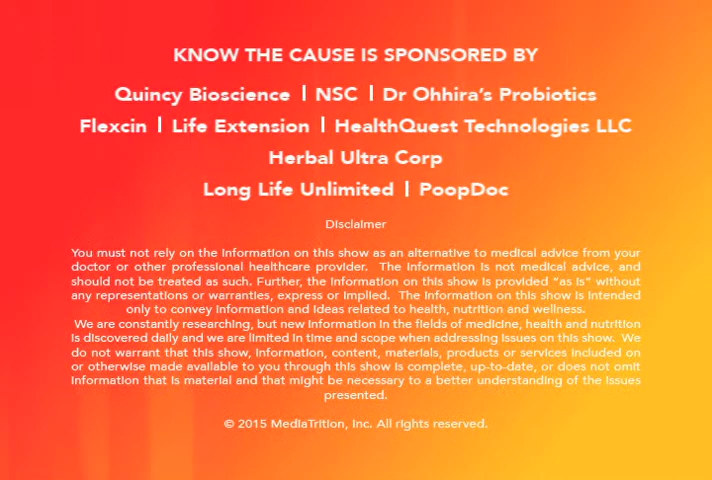 KNOW THE CAUSE IS SPONSORED BY
Quincy Bioscience | NSC | Dr Ohhira's Probiotics
Flexcin | Life Extension | HealthQuest Technologies LLC
Herbal Ultra Corp
Long Life Unlimited | PoopDoc
Disclaimer
You must not rely on the information on this show as an alternative to medical advice from your
doctor or other professional healthcare provider. The information is not medical advice, and
should not be treated as such. Further, the information on this show is provided "as is" without
any representations or warranties, express or implied. The information on this show is intended
only to convey information and ideas related to health, nutrition and wellness.
We are constantly researching, but new information in the fields of medicine, health and nutrition
is discovered daily and we are limited in time and scope when addressing issues on this show. We
do not warrant that this show, information, content, materials, products or services included on
or otherwise made available to you through this show is complete, up-to-date, or does not omit
information that is material and that might be necessary to a better understanding of the issues
presented.
© 2015 MediaTrition, Inc. All rights reserved.